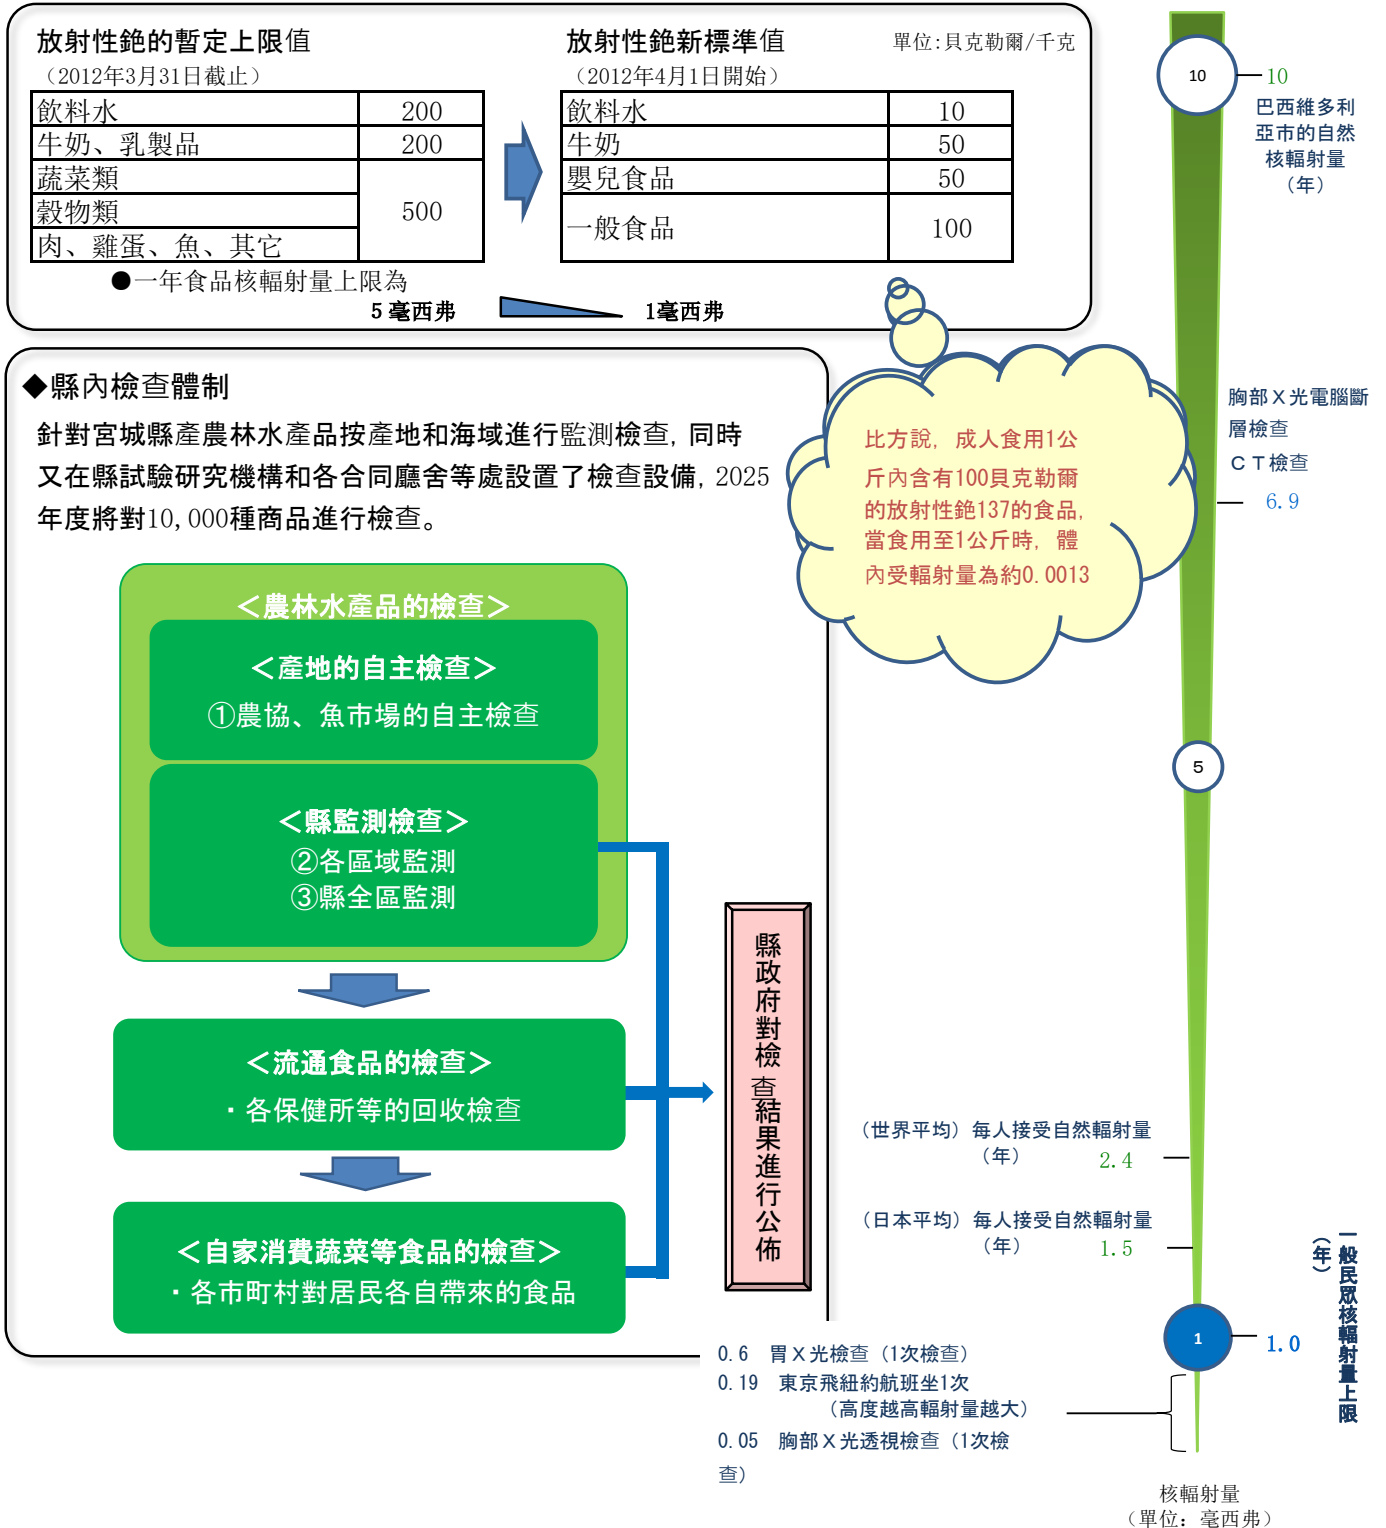 放射性銫的暫定上限值
（2012年3月31日截止）
飲料水 200
牛奶、乳製品 200
蔬菜類
穀物類 500
肉、雞蛋、魚、其它
放射性銫新標準值 單位:貝克勒爾/千克
（2012年4月1日開始）
飲料水 10
牛奶 50
嬰兒食品 50
一般食品 100
●一年食品核輻射量上限為
5 毫西弗 1毫西弗
◆縣內檢查體制
針對宮城縣產農林水產品按產地和海域進行監測檢查, 同時
又在縣試驗研究機構和各合同廳舍等處設置了檢查設備, 2025
年度將對10,000種商品進行檢查。
＜農林水產品的檢查＞
＜產地的自主檢查＞
①農協、魚市場的自主檢查
＜縣監測檢查＞
②各區域監測
③縣全區監測
＜流通食品的檢查＞
・各保健所等的回收檢查
＜自家消費蔬菜等食品的檢查＞
・各市町村對居民各自帶來的食品
縣政府對檢查結果進行公佈
比方說, 成人食用1公
斤內含有100貝克勒爾
的放射性銫137的食品,
當食用至1公斤時, 體
內受輻射量為約0.0013
10
10
巴西維多利
亞市的自然
核輻射量
（年）
胸部Ｘ光電腦斷
層檢查
ＣＴ檢查
6.9
5
（世界平均）每人接受自然輻射量
（年） 2.4
（日本平均）每人接受自然輻射量
（年） 1.5
1
1.0
一般民眾核輻射量上限
（年）
0.6 胃Ｘ光檢查（1次檢查）
0.19 東京飛紐約航班坐1次
（高度越高輻射量越大）
0.05 胸部Ｘ光透視檢查（1次檢
查）
核輻射量
（單位：毫西弗）